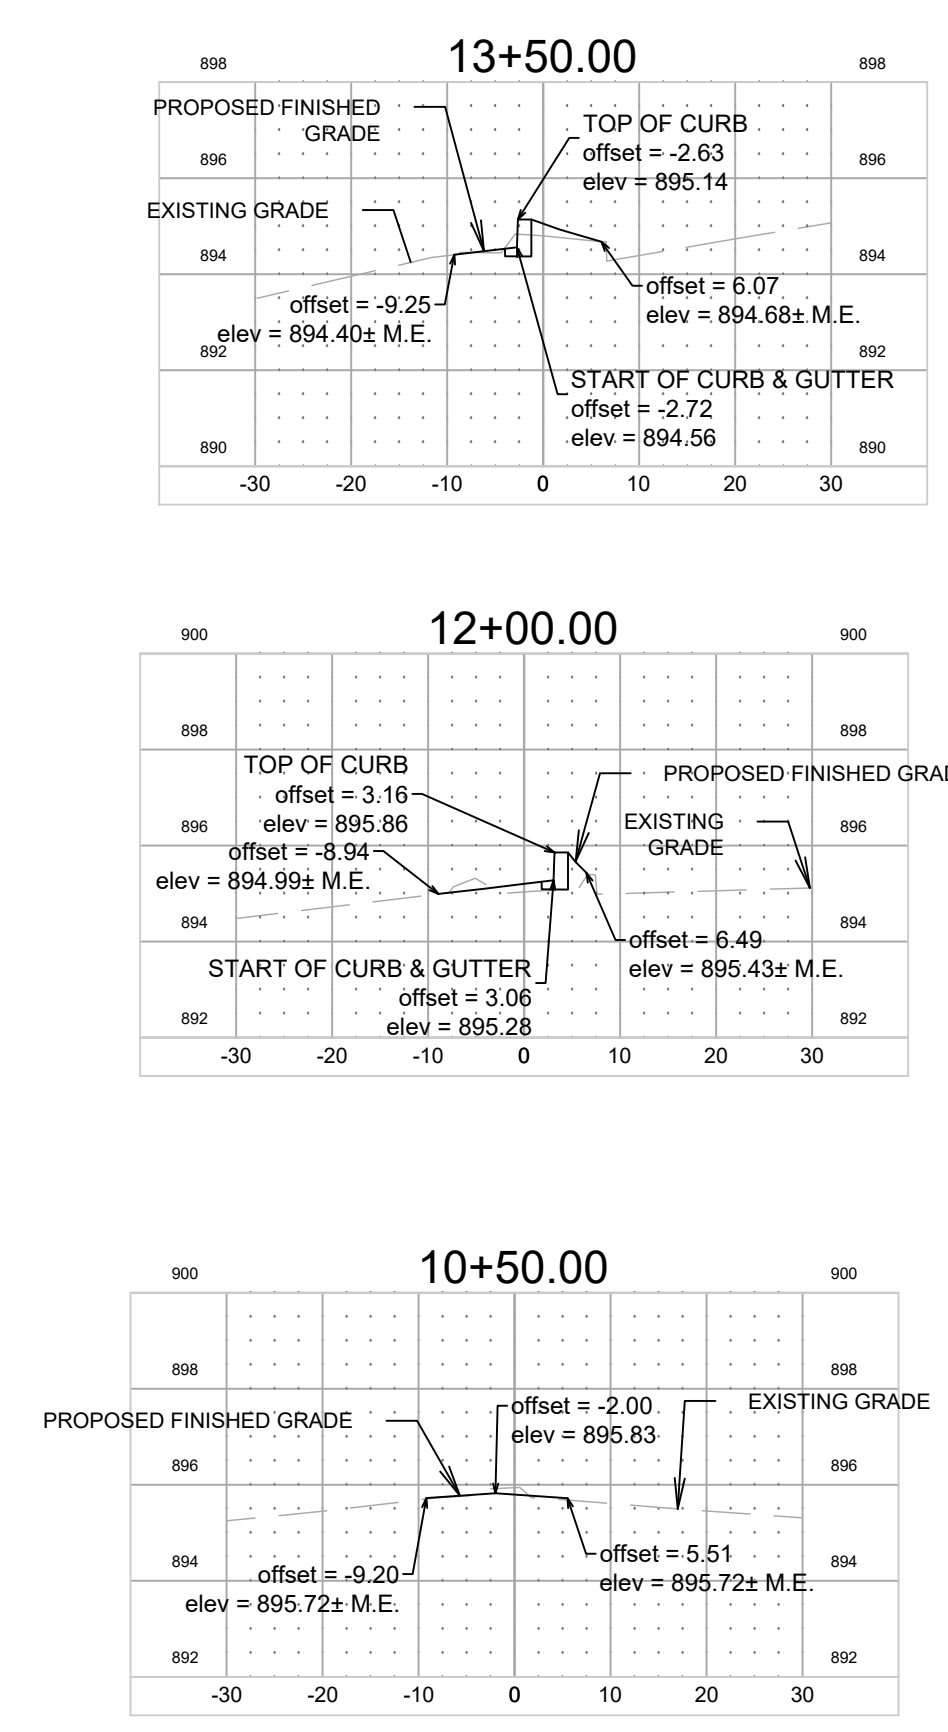 13+50.00
898
898
PROPOSED FINISHED
GRADE
TOP OF CURB
offset = -2.63
elev = 895.14
896
896
EXISTING GRADE
894
894
offset = -9.25
elev = 894.40± M.E.
offset = 6.07
elev = 894.68± M.E.
892
892
START OF CURB & GUTTER
offset = -2.72
elev = 894.56
890
890
-30 -20 -10 0 10 20 30
12+00.00
900
900
898
898
TOP OF CURB
offset = 3.16
elev = 895.86
PROPOSED FINISHED GRAD
EXISTING
GRADE
896
896
offset = -8.94
elev = 894.99± M.E.
894
894
offset = 6.49
elev = 895.43± M.E.
START OF CURB & GUTTER
offset = 3.06
elev = 895.28
892
892
-30 -20 -10 0 10 20 30
10+50.00
900
900
898
898
PROPOSED FINISHED GRADE
offset = -2.00
elev = 895.83
EXISTING GRADE
896
896
894
894
offset = -9.20
elev = 895.72± M.E.
offset = 5.51
elev = 895.72± M.E.
892
892
-30 -20 -10 0 10 20 30